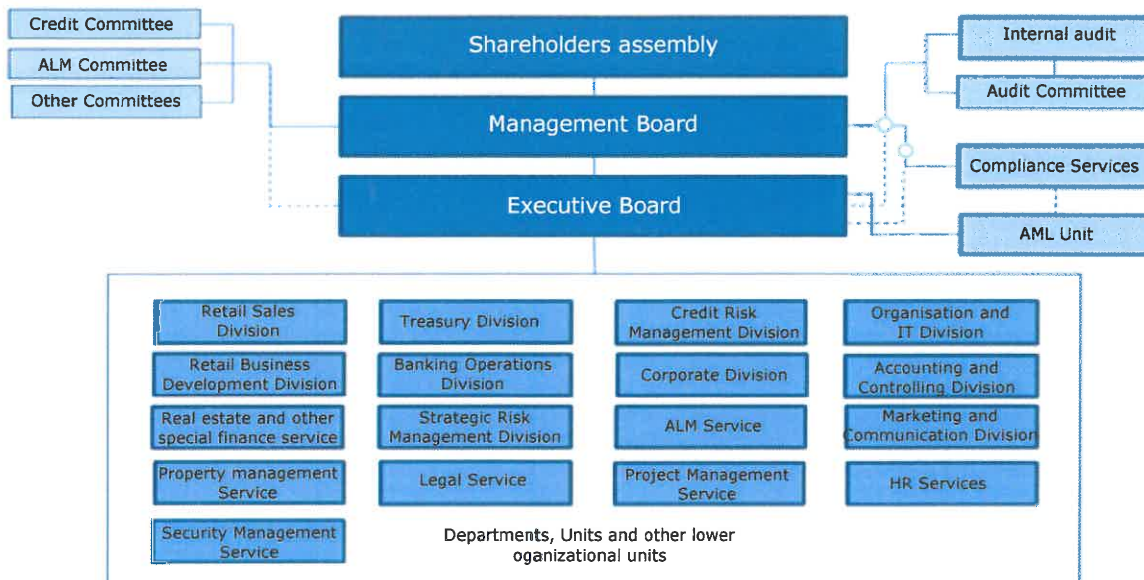 Credit Committee
ALM Committee
Other Committees
Shareholders assembly
Management Board
Executive Board
Internal audit
Audit Committee
Compliance Services
AML Unit
Retail Sales
Division
Treasury Division
Credit Risk
Management Division
Organisation and
IT Division
Retail Business
Development Division
Banking Operations
Division
Corporate Division
Accounting and
Controlling Division
Real estate and other
special finance service
Strategic Risk
Management Division
ALM Service
Marketing and
Communication Division
Property management
Service
Legal Service
Project Management
Service
HR Services
Security Management
Service
Departments, Units and other lower
oganizational units